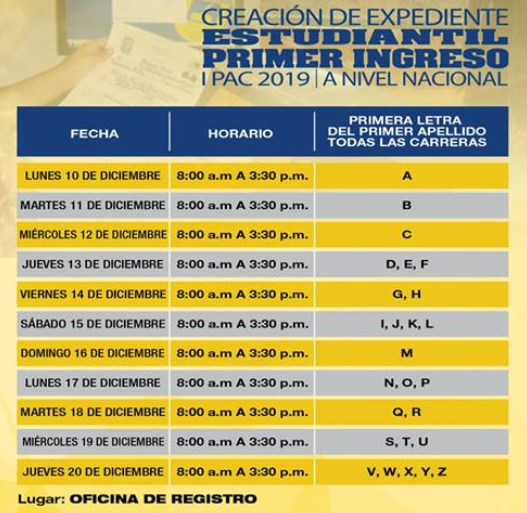 CREACIÓN DE EXPEDIENTE
ESTUDIANTIL
PRIMER INGRESO
I PAC 2019 | A NIVEL NACIONAL
FECHA HORARIO PRIMERA LETRA
DEL PRIMER APELLIDO
TODAS LAS CARRERAS
LUNES 10 DE DICIEMBRE 8:00 a.m A 3:30 p.m. A
MARTES 11 DE DICIEMBRE 8:00 a.m A 3:30 p.m. B
MIÉRCOLES 12 DE DICIEMBRE 8:00 a.m A 3:30 p.m. C
JUEVES 13 DE DICIEMBRE 8:00 a.m A 3:30 p.m. D, E, F
VIERNES 14 DE DICIEMBRE 8:00 a.m A 3:30 p.m. G, H
SÁBADO 15 DE DICIEMBRE 8:00 a.m A 3:30 p.m. I, J, K, L
DOMINGO 16 DE DICIEMBRE 8:00 a.m A 3:30 p.m. M
LUNES 17 DE DICIEMBRE 8:00 a.m A 3:30 p.m. N, O, P
MARTES 18 DE DICIEMBRE 8:00 a.m A 3:30 p.m. Q, R
MIÉRCOLES 19 DE DICIEMBRE 8:00 a.m A 3:30 p.m. S, T, U
JUEVES 20 DE DICIEMBRE 8:00 a.m A 3:30 p.m. V, W, X, Y, Z
Lugar: OFICINA DE REGISTRO